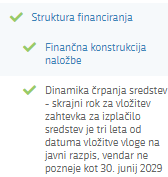 Struktura financiranja
Finančna konstrukcija
naložbe
Dinamika črpanja sredstev
- skrajni rok za vložitev
zahtevka za izplačilo
sredstev je tri leta od
datuma vložitve vloge na
javni razpis, vendar ne
pozneje kot 30. junij 2029